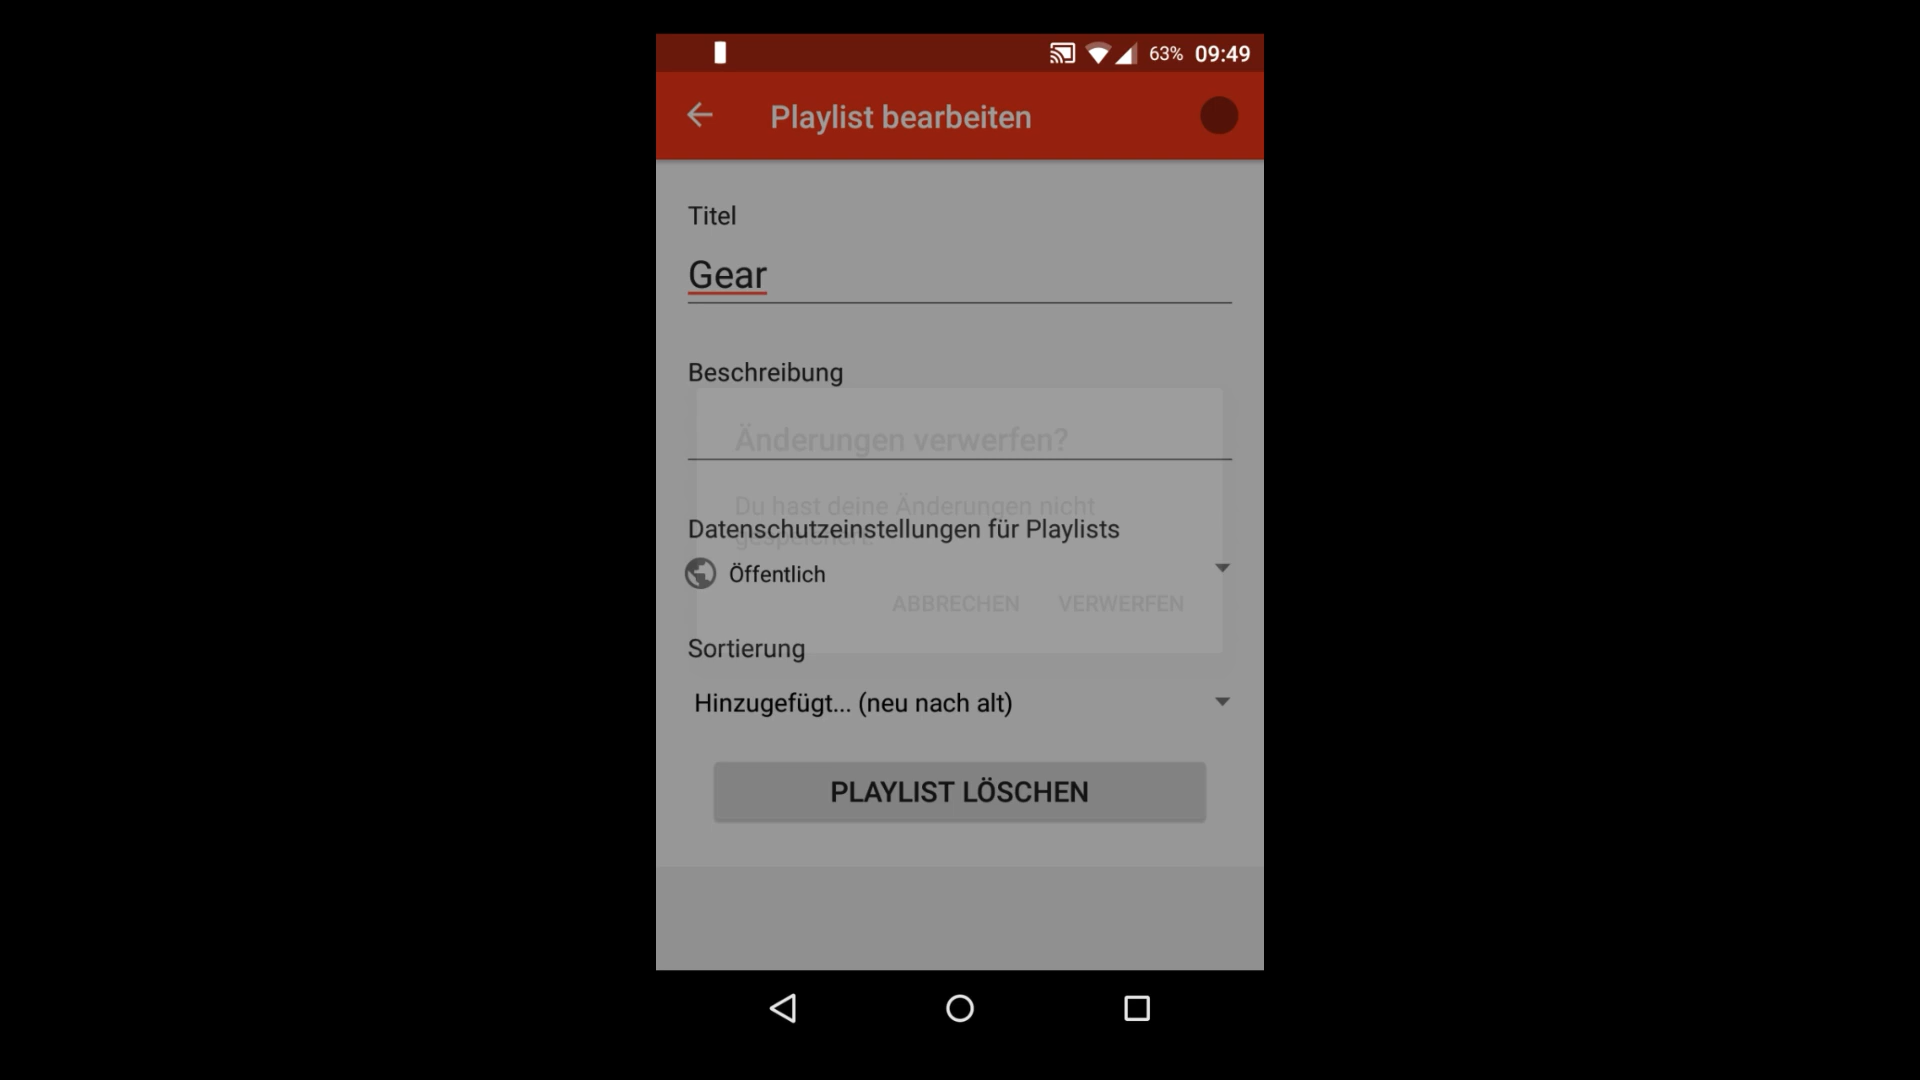 63% 09:49
Playlist bearbeiten
Titel
Gear
Beschreibung
Änderungen verwerfen?
Du hast deine Änderungen nicht
gespeichert.
Datenschutzeinstellungen für Playlists
Öffentlich
ABBRECHEN VERWERFEN
Sortierung
Hinzugefügt... (neu nach alt)
PLAYLIST LÖSCHEN